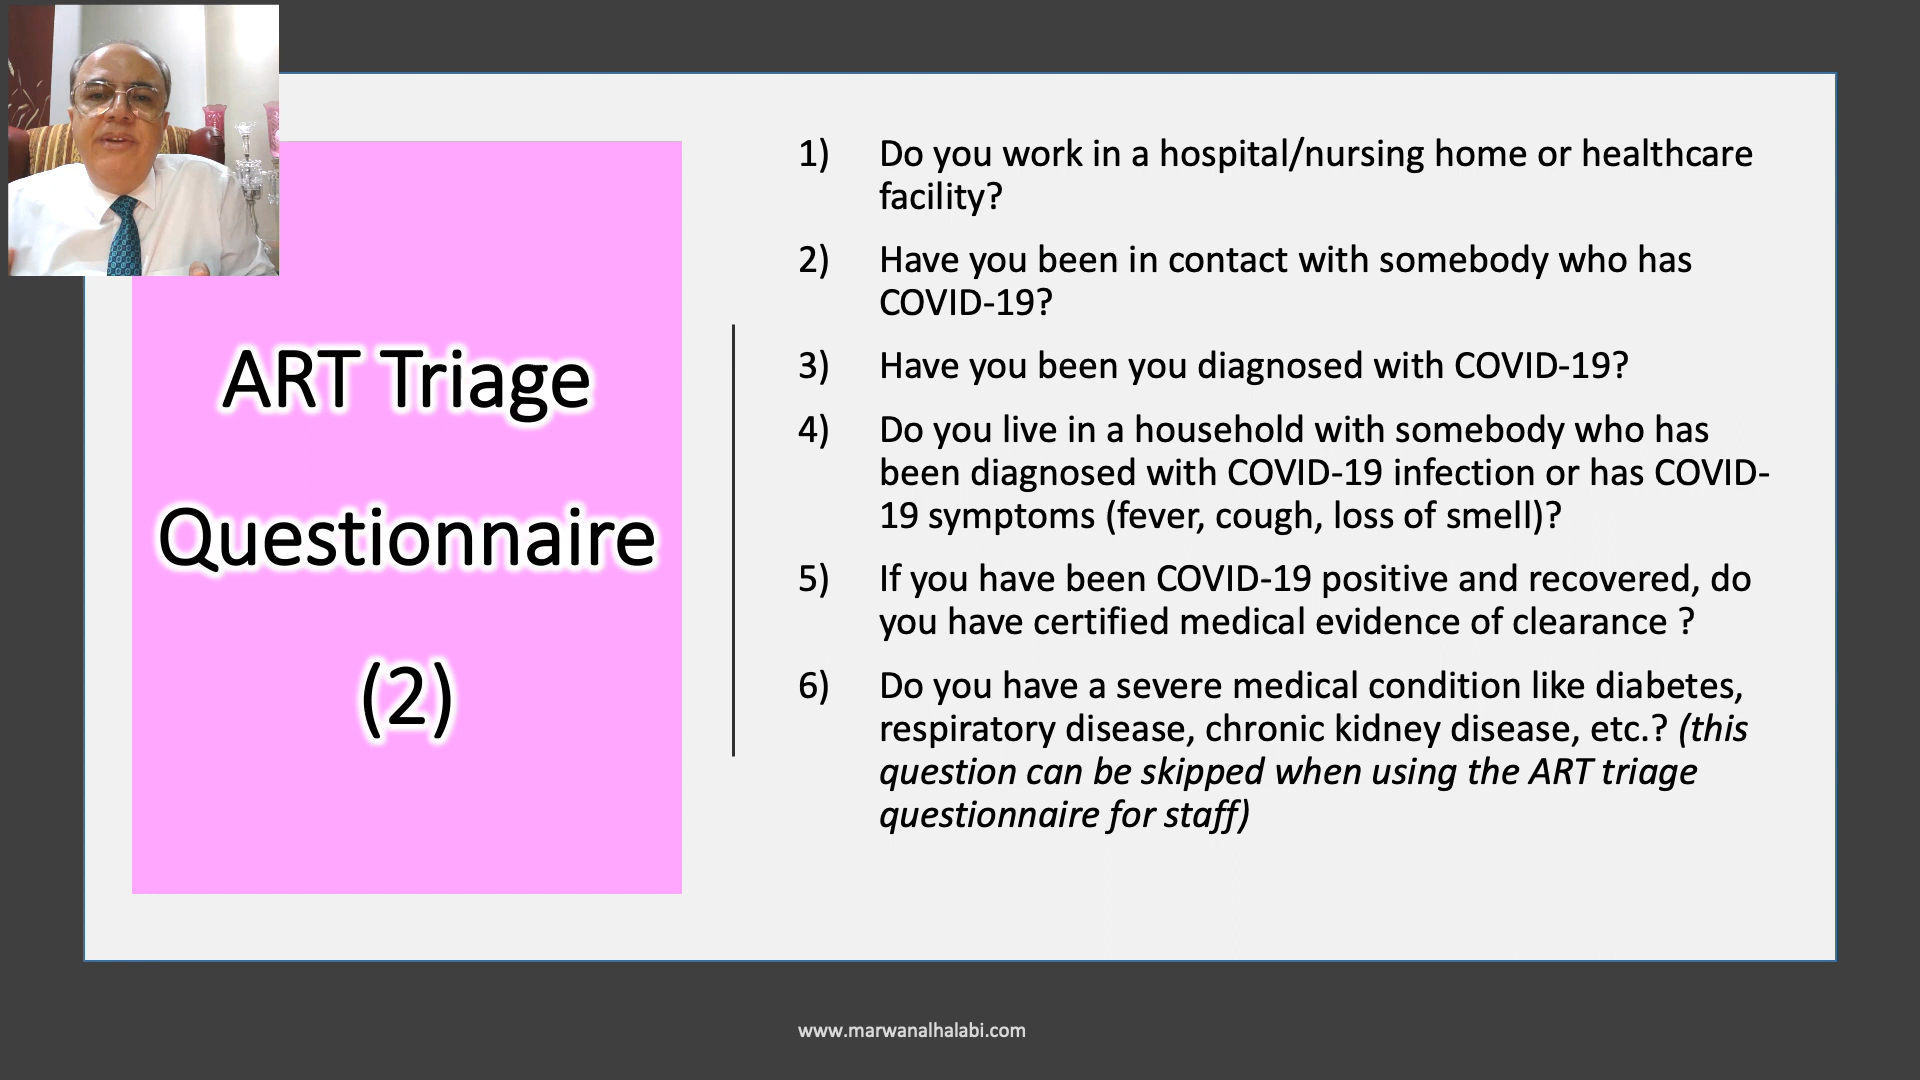 ART Triage
Questionnaire
(2)
1) Do you work in a hospital/nursing home or healthcare
facility?
2) Have you been in contact with somebody who has
COVID-19?
3) Have you been you diagnosed with COVID-19?
4) Do you live in a household with somebody who has
been diagnosed with COVID-19 infection or has COVID-
19 symptoms (fever, cough, loss of smell)?
5) If you have been COVID-19 positive and recovered, do
you have certified medical evidence of clearance ?
6) Do you have a severe medical condition like diabetes,
respiratory disease, chronic kidney disease, etc.? (this
question can be skipped when using the ART triage
questionnaire for staff)
www.marwanalhalabi.com